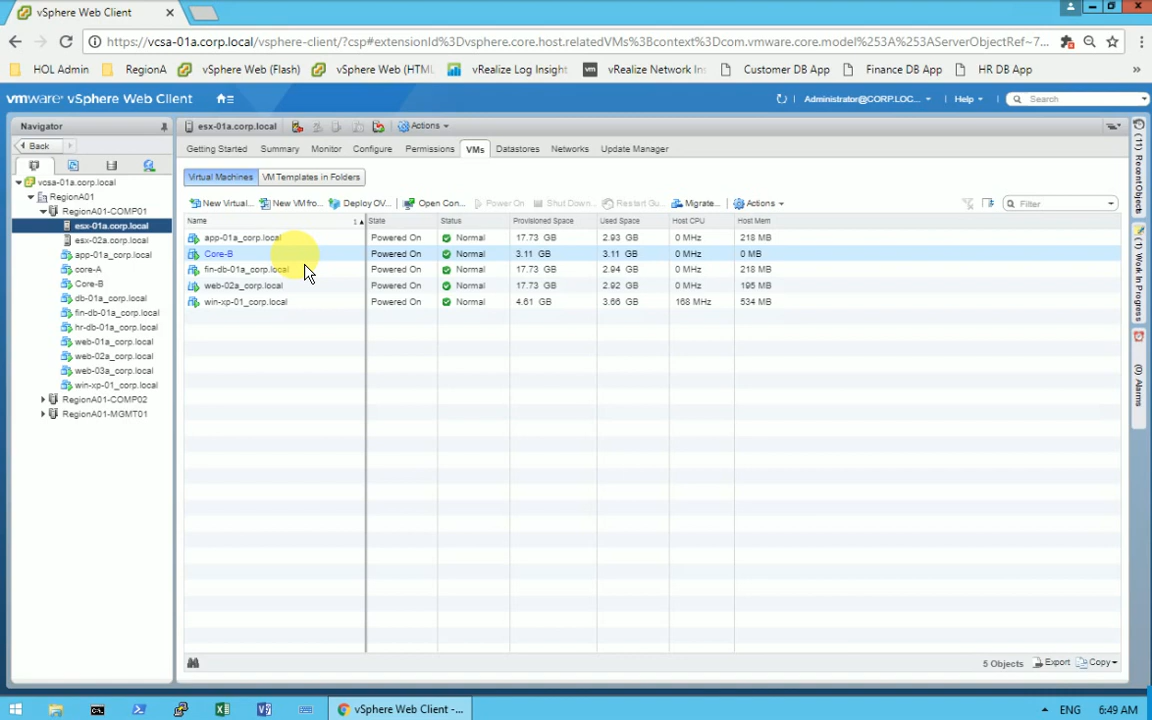 vSphere Web Client
https://vcsa-01a.corp.local/vsphere-client/?csp#extensionId%3Dvsphere.core.host.relatedVMs%3Bcontext%3Dcom.vmware.core.model%253A%253AServerObjectRef~7...
HOL Admin RegionA vSphere Web (Flash) vSphere Web (HTML vRealize Log Insight vm vRealize Network In: Customer DB App Finance DB App HR DB App »
vmware® vSphere Web Client Administrator@CORP.LOC... Help Search
Navigator
esx-01a.corp.local Actions
Back
Getting Started Summary Monitor Configure Permissions VMs Datastores Networks Update Manager
Virtual Machines VM Templates in Folders
New Virtual... New VM fro... Deploy OV... Open Con... Power On Shut Down... Restart Gu... Migrate... Actions Filter
Name 1 State Status Provisioned Space Used Space Host CPU Host Mem
app-01a_corp.local Powered On Normal 17.73 GB 2.93 GB 0 MHz 218 MB
Core-B Powered On Normal 3.11 GB 3.11 GB 0 MHz 0 MB
fin-db-01a_corp.local Powered On Normal 17.73 GB 2.94 GB 0 MHz 218 MB
web-02a_corp.local Powered On Normal 17.73 GB 2.92 GB 0 MHz 195 MB
win-xp-01_corp.local Powered On Normal 4.61 GB 3.66 GB 168 MHz 534 MB
vcsa-01a.corp.local
RegionA01
RegionA01-COMP01
esx-01a.corp.local
esx-02a.corp.local
app-01a_corp.local
core-A
Core-B
db-01a_corp.local
fin-db-01a_corp.local
hr-db-01a_corp.local
web-01a_corp.local
web-02a_corp.local
web-03a_corp.local
win-xp-01_corp.local
RegionA01-COMP02
RegionA01-MGMT01
(11) Recent Objects
(1) Work In Progress
(0) Alarms
5 Objects Export Copy
vSphere Web Client -... ENG 6:49 AM